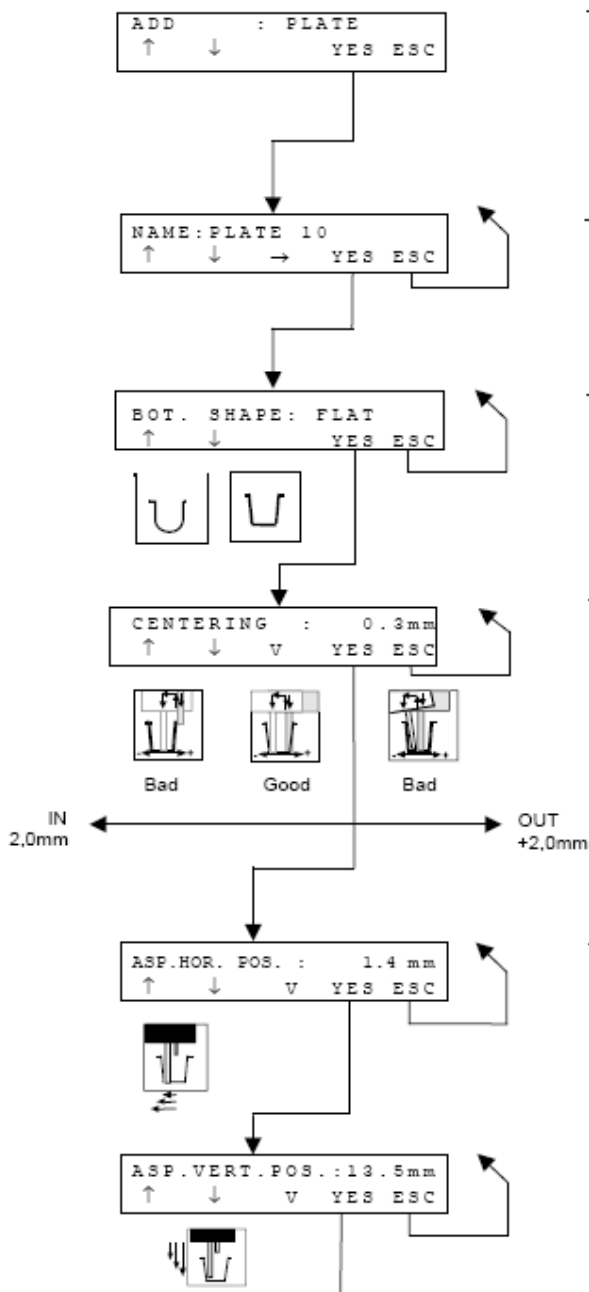 ADD : PLATE
↑ ↓ YES ESC
NAME:PLATE 10
↑ ↓ → YES ESC
BOT. SHAPE: FLAT
↑ ↓ YES ESC
CENTERING : 0.3mm
↑ ↓ V YES ESC
- +
- +
- +
Bad Good Bad
IN OUT
2,0mm +2,0mm
ASP.HOR. POS. : 1.4 mm
↑ ↓ V YES ESC
ASP.VERT.POS.:13.5mm
↑ ↓ V YES ESC